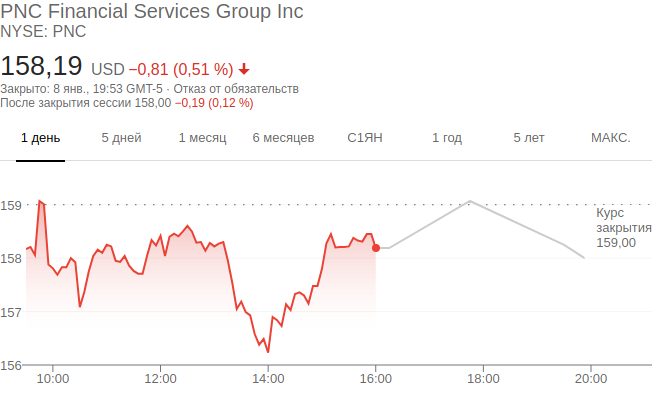 PNC Financial Services Group Inc
NYSE: PNC
158,19 USD −0,81 (0,51 %)
Закрыто: 8 янв., 19:53 GMT-5 · Отказ от обязательств
После закрытия сессии 158,00 −0,19 (0,12 %)
1 день 5 дней 1 месяц 6 месяцев С1ЯН 1 год 5 лет МАКС.
159
Курс
закрытия
159,00
158
157
156
10:00 12:00 14:00 16:00 18:00 20:00